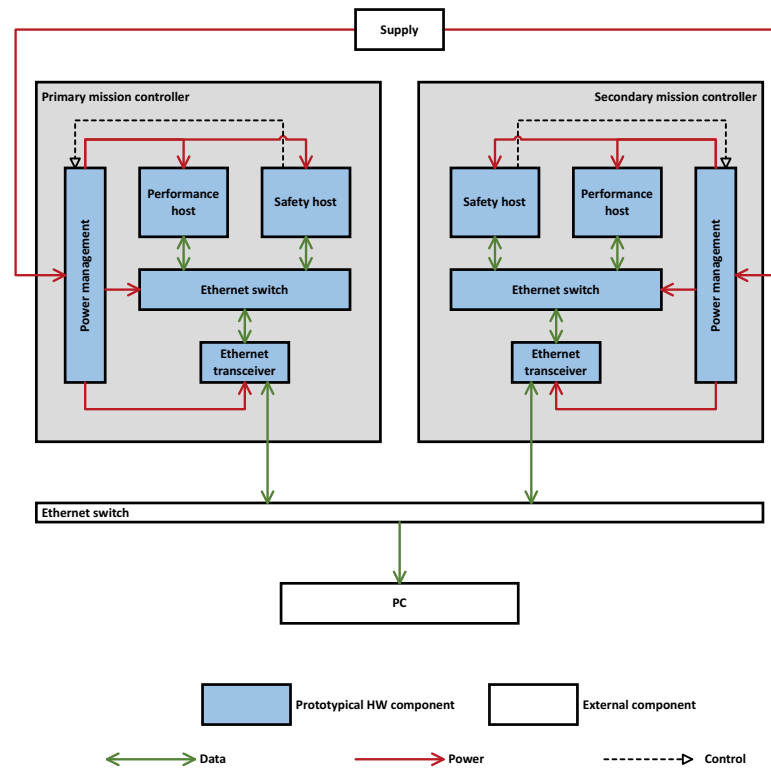 Supply
Primary mission controller
Secondary mission controller
Power management
Performance
host
Safety host
Ethernet switch
Ethernet
transceiver
Safety host
Performance
host
Power management
Ethernet switch
Ethernet
transceiver
Ethernet switch
PC
Prototypical HW component
External component
Data
Power
Control